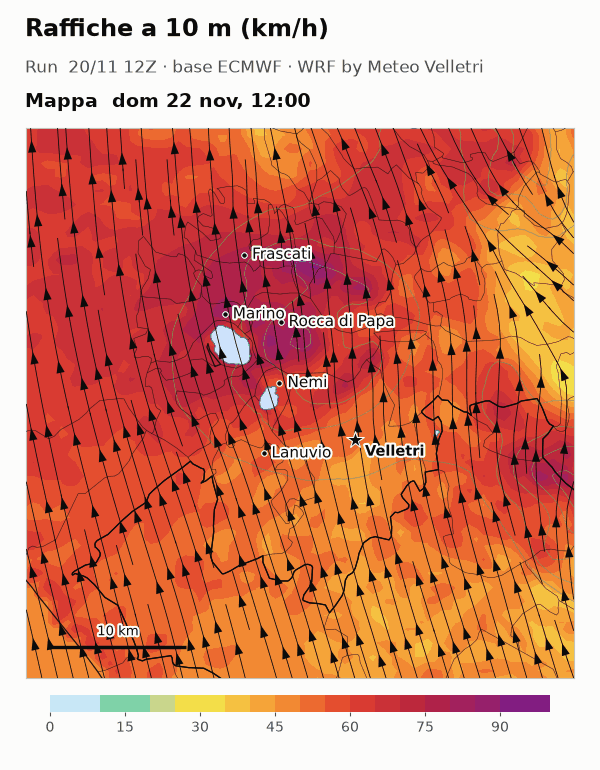 Raffiche a 10 m (km/h)
Run  20/11 12Z · base ECMWF · WRF by Meteo Velletri
Mappa  dom 22 nov, 12:00
Frascati
Marino
Rocca di Papa
Nemi
Velletri
Lanuvio
10 km
0 15 30 45 60 75 90